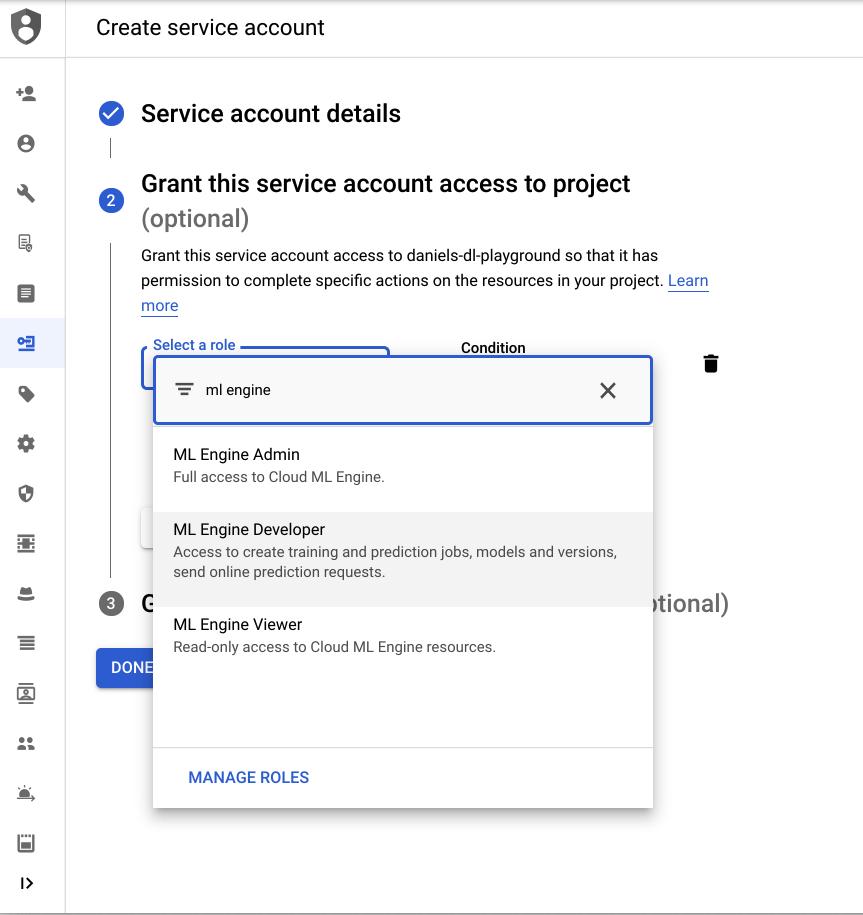 Create service account
Service account details
2
Grant this service account access to project
(optional)
Grant this service account access to daniels-dl-playground so that it has
permission to complete specific actions on the resources in your project. Learn
more
Select a role
Condition
ml engine
ML Engine Admin
Full access to Cloud ML Engine.
ML Engine Developer
Access to create training and prediction jobs, models and versions,
send online prediction requests.
3
ML Engine Viewer
Read-only access to Cloud ML Engine resources.
DONE
MANAGE ROLES